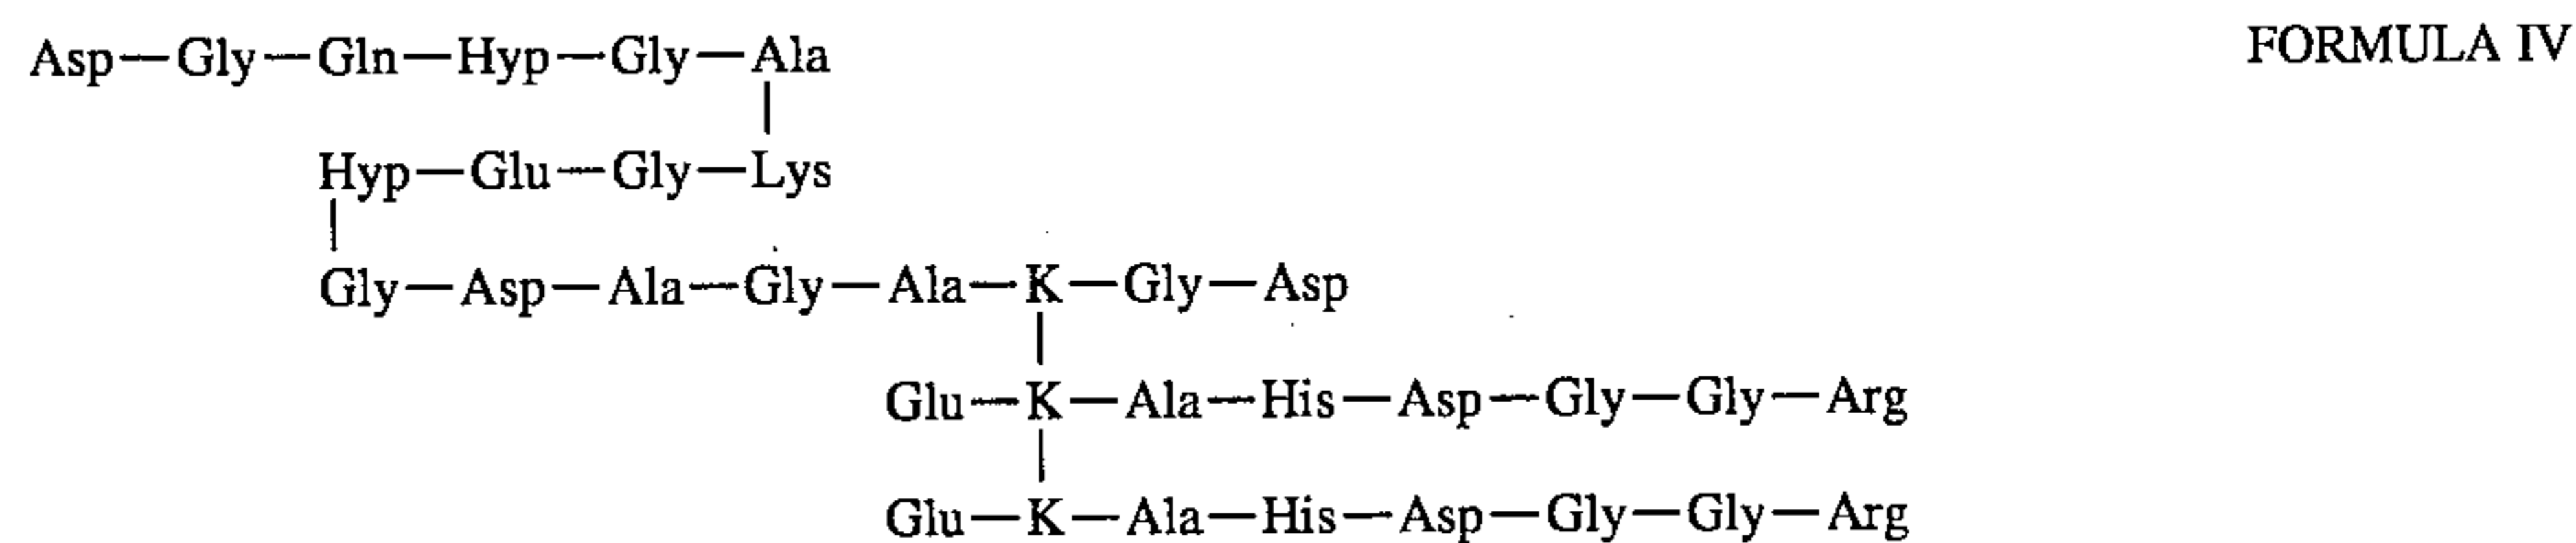 Asp—Gly—Gln—Hyp—Gly—Ala FORMULA IV
Hyp—Glu—Gly—Lys
Gly—Asp—Ala—Gly—Ala—K—Gly—Asp
Glu—K—Ala—His—Asp—Gly—Gly—Arg
Glu—K—Ala—His—Asp—Gly—Gly—Arg